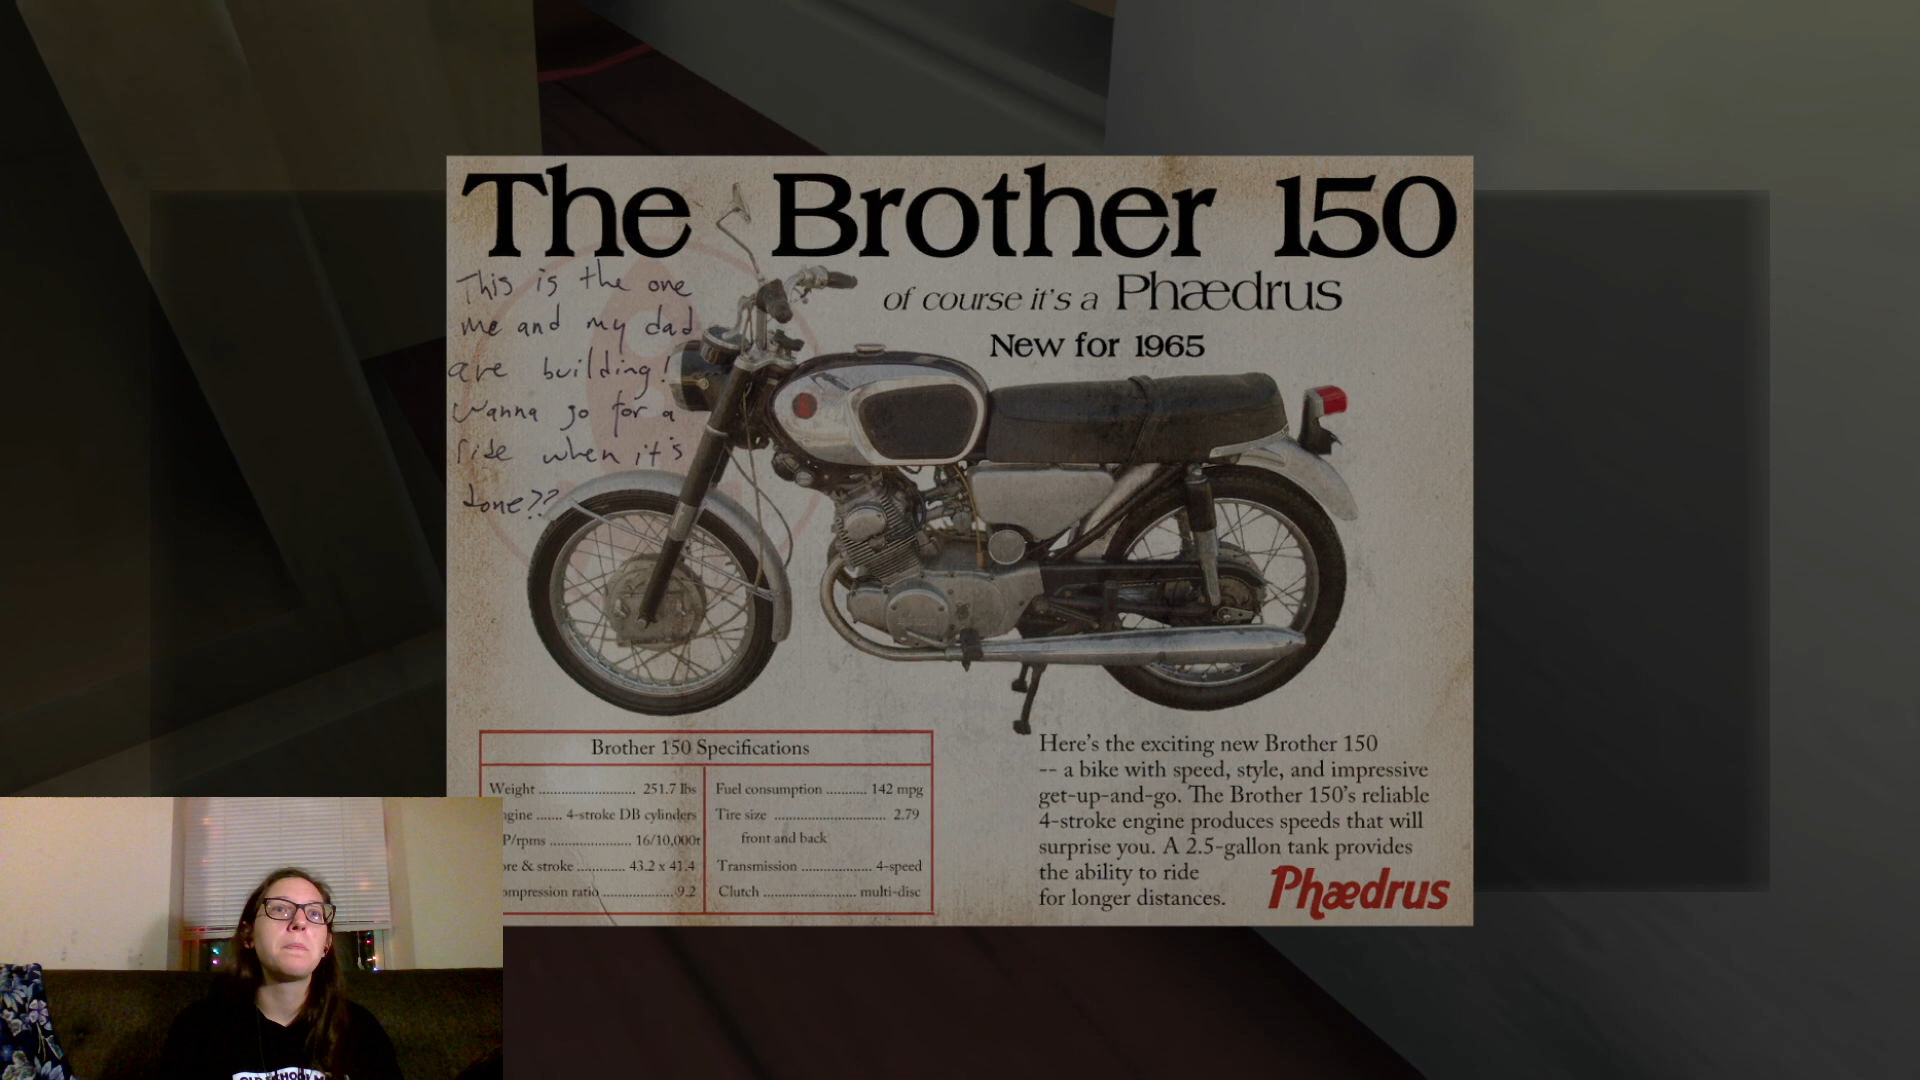 The Brother 150
of course it's a Phædrus
New for 1965
This is the one
me and my dad
are building!
Wanna go for a
ride when it's
done??
Brother 150 Specifications
Weight ........................... 251.7 lbs
gine ....... 4-stroke DB cylinders
P/rpms ....................... 16/10,000r
ore & stroke ............. 43.2 x 41.4
ompression ratio ...................... 9.2
Fuel consumption ........... 142 mpg
Tire size ............................... 2.79
front and back
Transmission ..................... 4-speed
Clutch .......................... multi-disc
Here's the exciting new Brother 150
-- a bike with speed, style, and impressive
get-up-and-go. The Brother 150's reliable
4-stroke engine produces speeds that will
surprise you. A 2.5-gallon tank provides
the ability to ride
for longer distances.
Phædrus